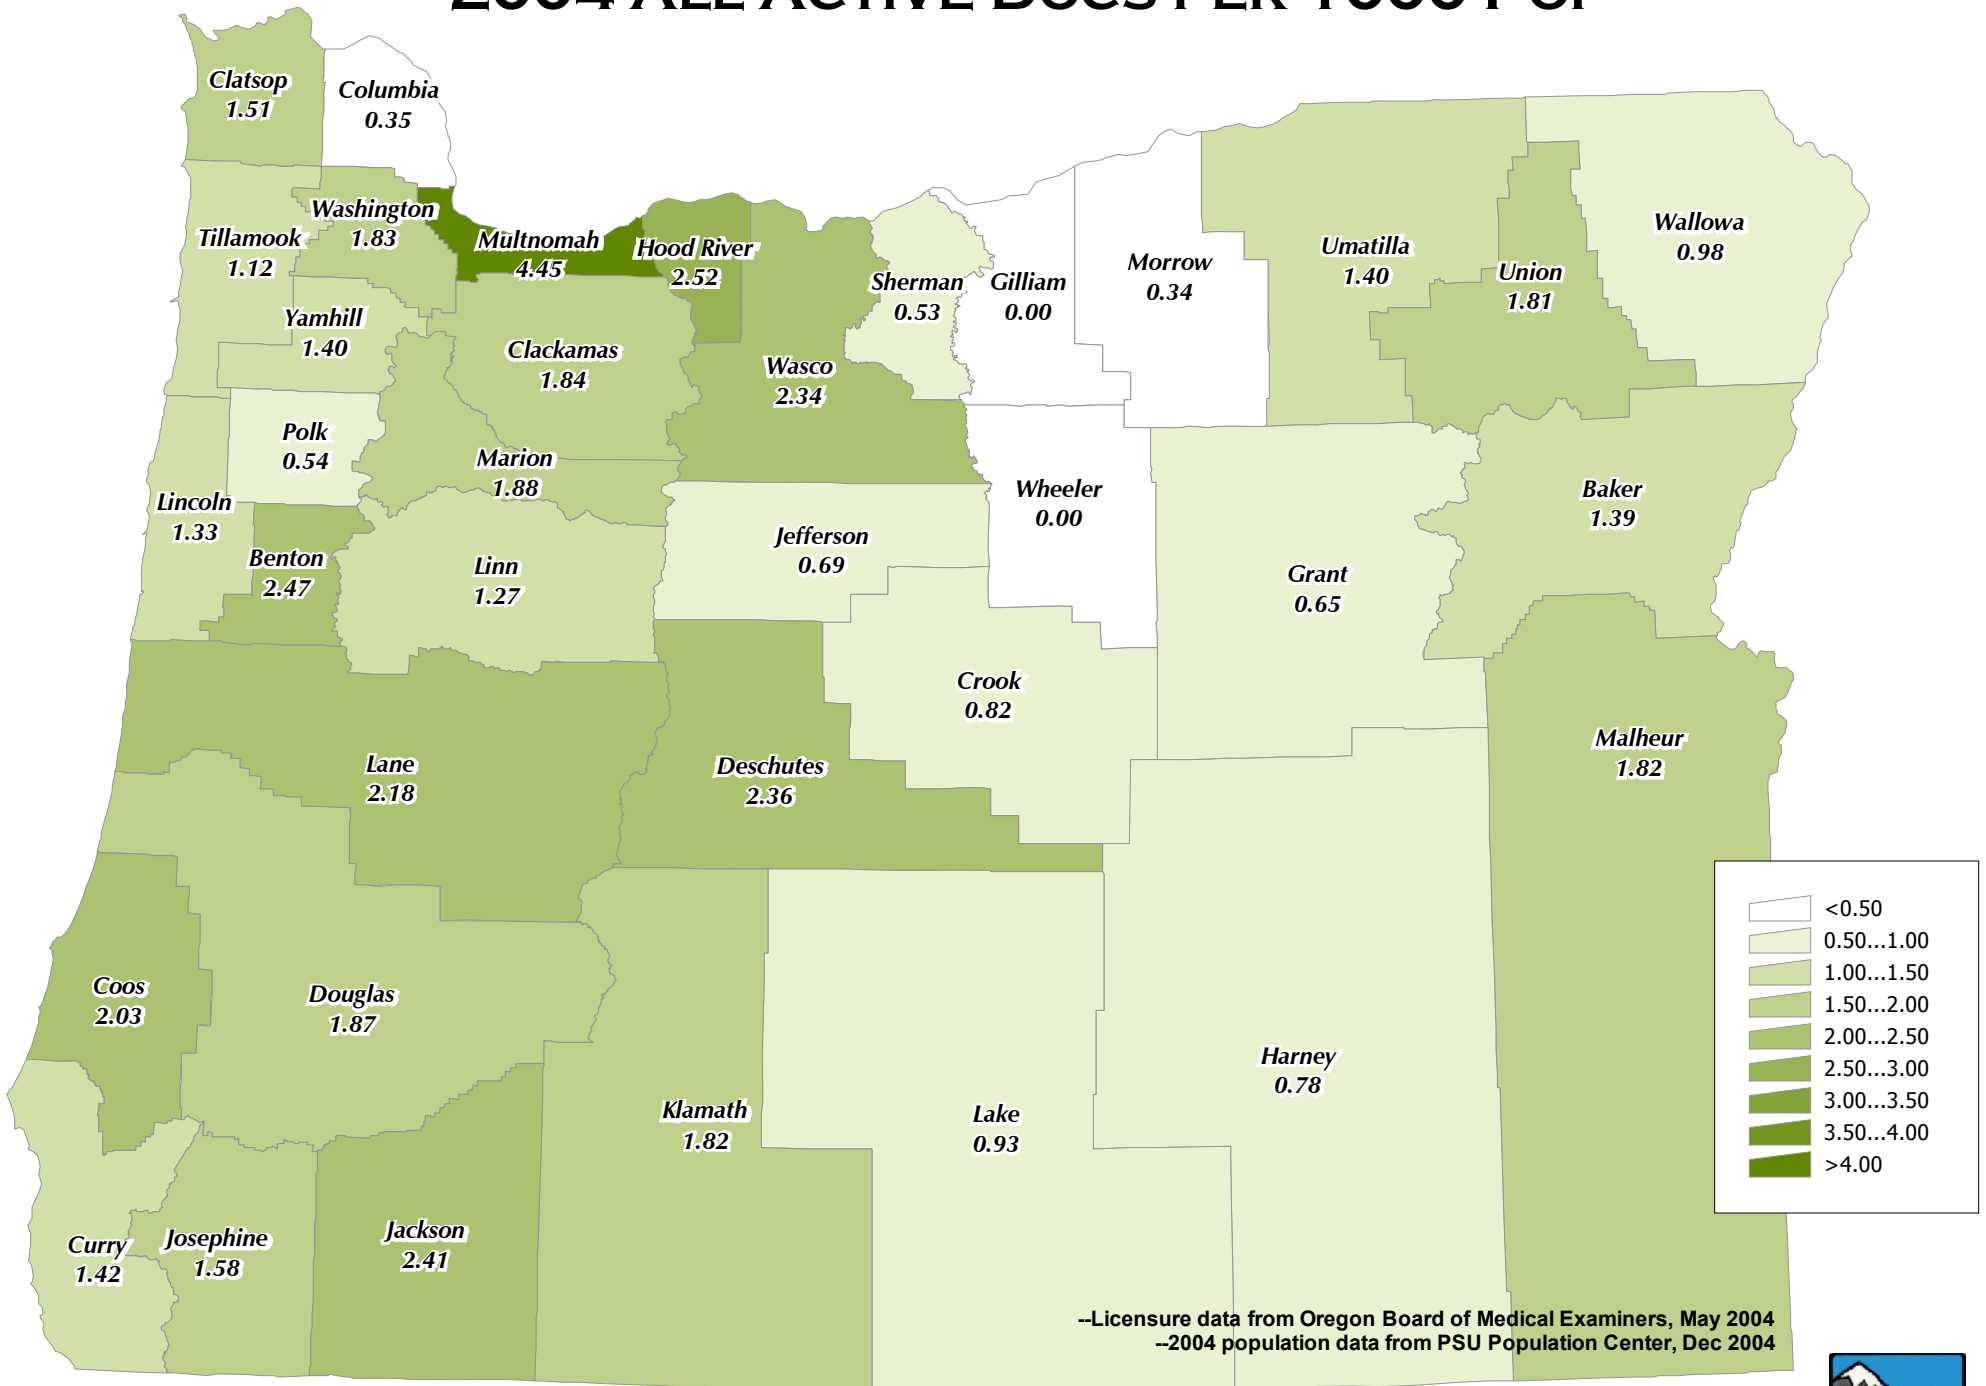 2004 ALL ACTIVE DOCS PER 1000 POP
Clatsop
1.51
Columbia
0.35
Washington
1.83
Tillamook
1.12
Multnomah
4.45
Hood River
2.52
Sherman
0.53
Gilliam
0.00
Morrow
0.34
Umatilla
1.40
Union
1.81
Wallowa
0.98
Yamhill
1.40
Clackamas
1.84
Wasco
2.34
Polk
0.54
Marion
1.88
Lincoln
1.33
Benton
2.47
Linn
1.27
Jefferson
0.69
Wheeler
0.00
Grant
0.65
Baker
1.39
Crook
0.82
Lane
2.18
Deschutes
2.36
Malheur
1.82
Coos
2.03
Douglas
1.87
Klamath
1.82
Lake
0.93
Harney
0.78
Curry
1.42
Josephine
1.58
Jackson
2.41
<0.50
0.50...1.00
1.00...1.50
1.50...2.00
2.00...2.50
2.50...3.00
3.00...3.50
3.50...4.00
>4.00
--Licensure data from Oregon Board of Medical Examiners, May 2004
--2004 population data from PSU Population Center, Dec 2004